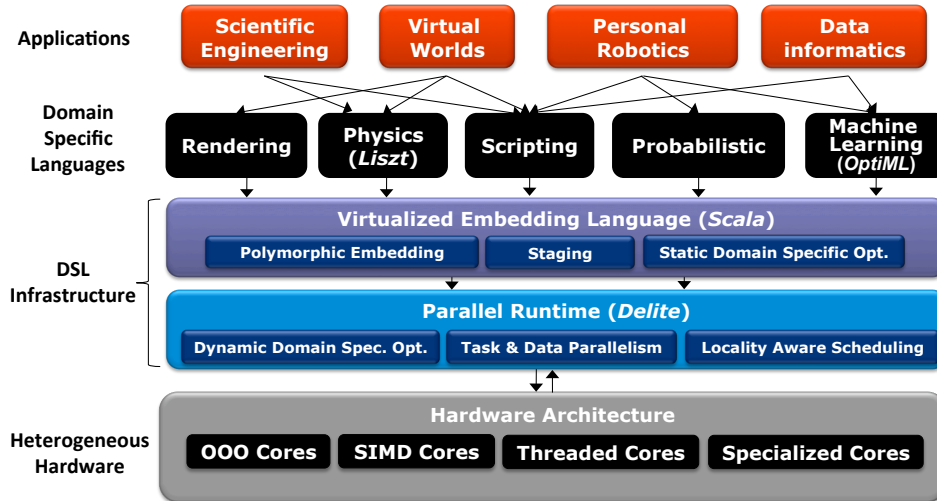 Applications
Scientific
Engineering
Virtual
Worlds
Personal
Robotics
Data
informatics
Domain
Specific
Languages
Rendering
Physics
(Liszt)
Scripting
Probabilistic
Machine
Learning
(OptiML)
DSL
Infrastructure
Virtualized Embedding Language (Scala)
Polymorphic Embedding
Staging
Static Domain Specific Opt.
Parallel Runtime (Delite)
Dynamic Domain Spec. Opt.
Task & Data Parallelism
Locality Aware Scheduling
Heterogeneous
Hardware
Hardware Architecture
OOO Cores
SIMD Cores
Threaded Cores
Specialized Cores